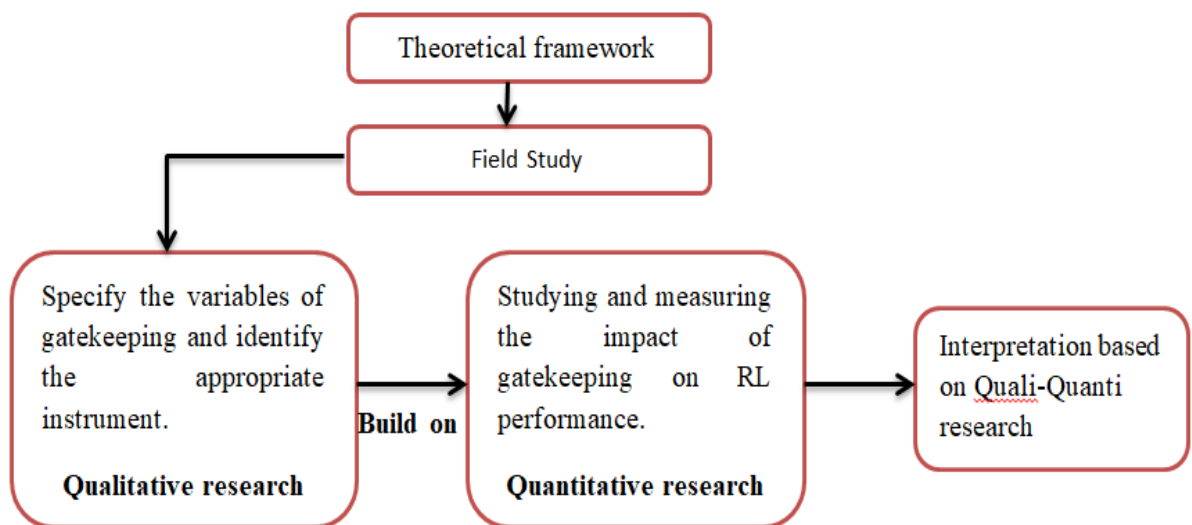 Theoretical framework
Field Study
Specify the variables of
gatekeeping and identify
the appropriate
instrument.
Qualitative research
Build on
Studying and measuring
the impact of
gatekeeping on RL
performance.
Quantitative research
Interpretation based
on Quali-Quanti
research